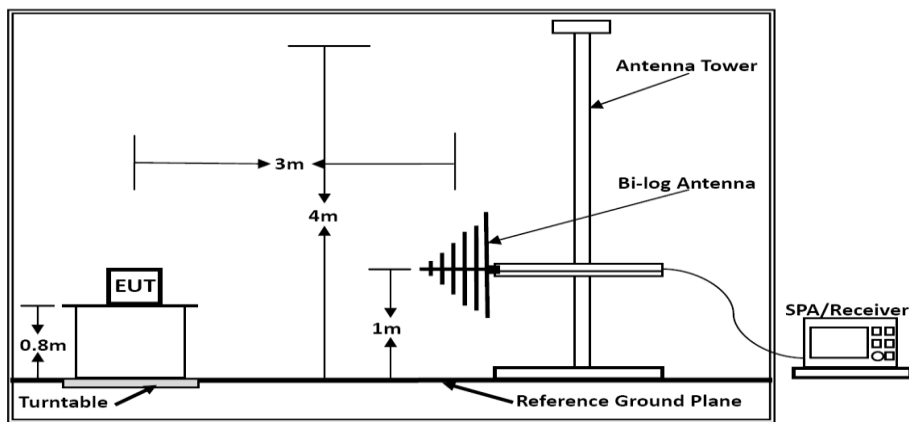 Antenna Tower
3m
Bi-log Antenna
4m
EUT
SPA/Receiver
0.8m
1m
Turntable
Reference Ground Plane